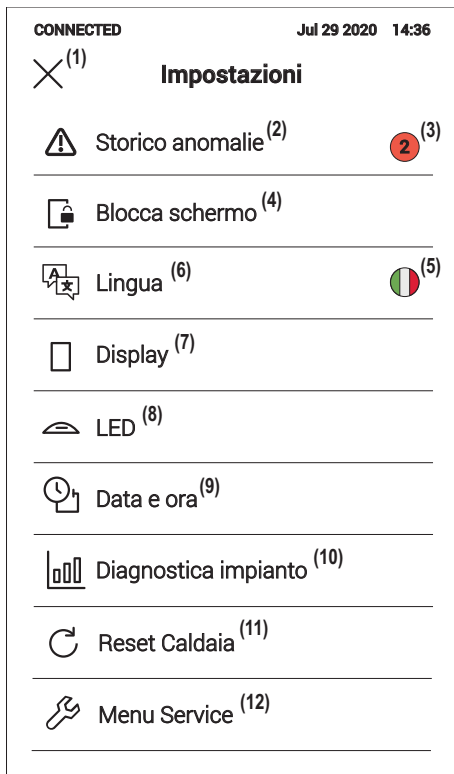 CONNECTED Jul 29 2020 14:36
(1) Impostazioni
Storico anomalie (2) 2 (3)
Blocca schermo (4)
A Lingua (6) (5)
Display (7)
LED (8)
Data e ora (9)
Diagnostica impianto (10)
Reset Caldaia (11)
Menu Service (12)